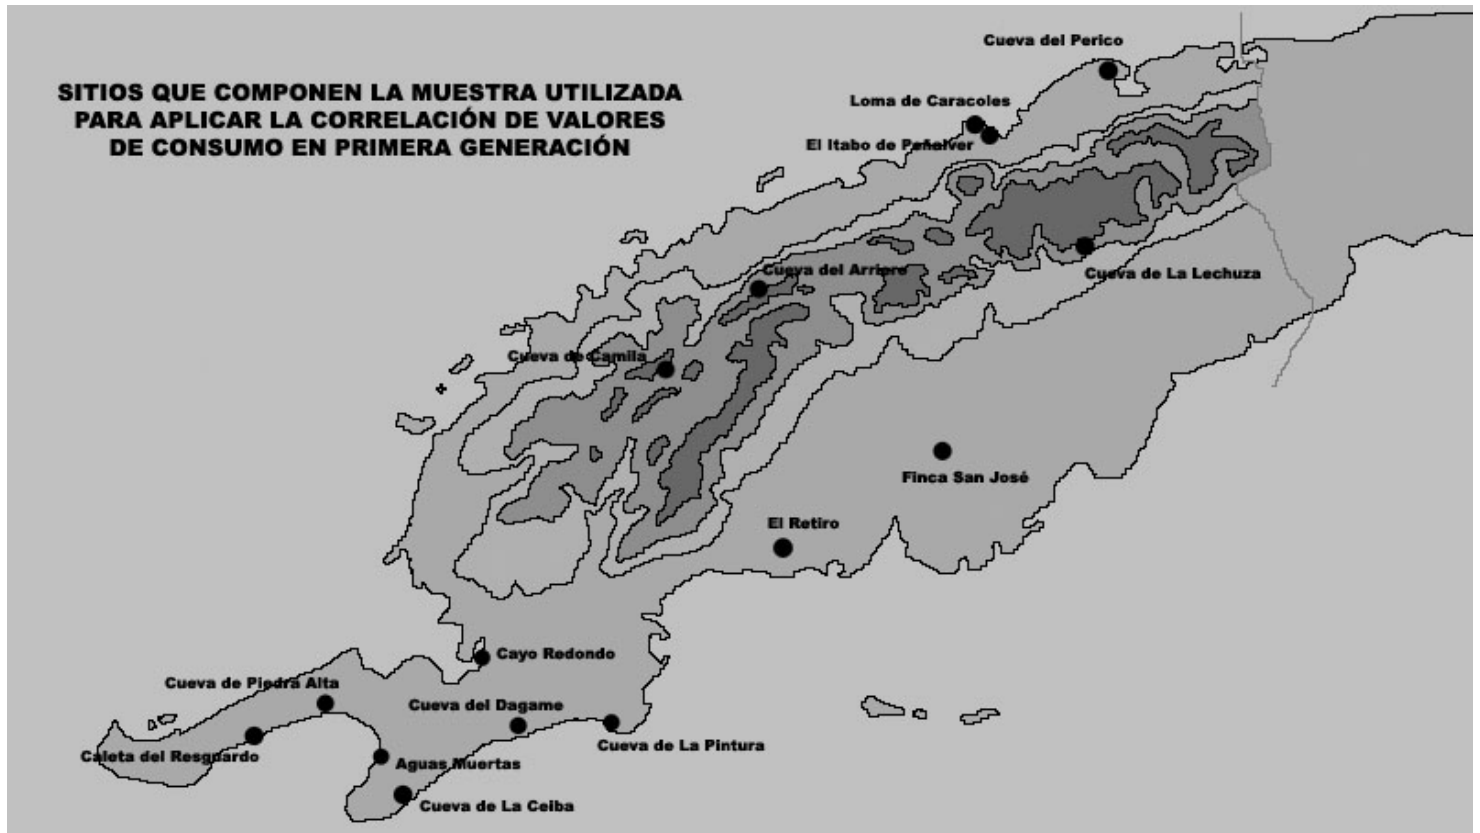 SITIOS QUE COMPONEN LA MUESTRA UTILIZADA
PARA APLICAR LA CORRELACIÓN DE VALORES
DE CONSUMO EN PRIMERA GENERACIÓN
Cueva del Perico
Loma de Caracoles
El Itabo de Peñalver
Cueva del Arriero
Cueva de La Lechuza
Cueva de Camila
Finca San José
El Retiro
Cayo Redondo
Cueva de Piedra Alta
Cueva del Dagame
Cueva de La Pintura
Caleta del Resguardo
Aguas Muertas
Cueva de La Ceiba